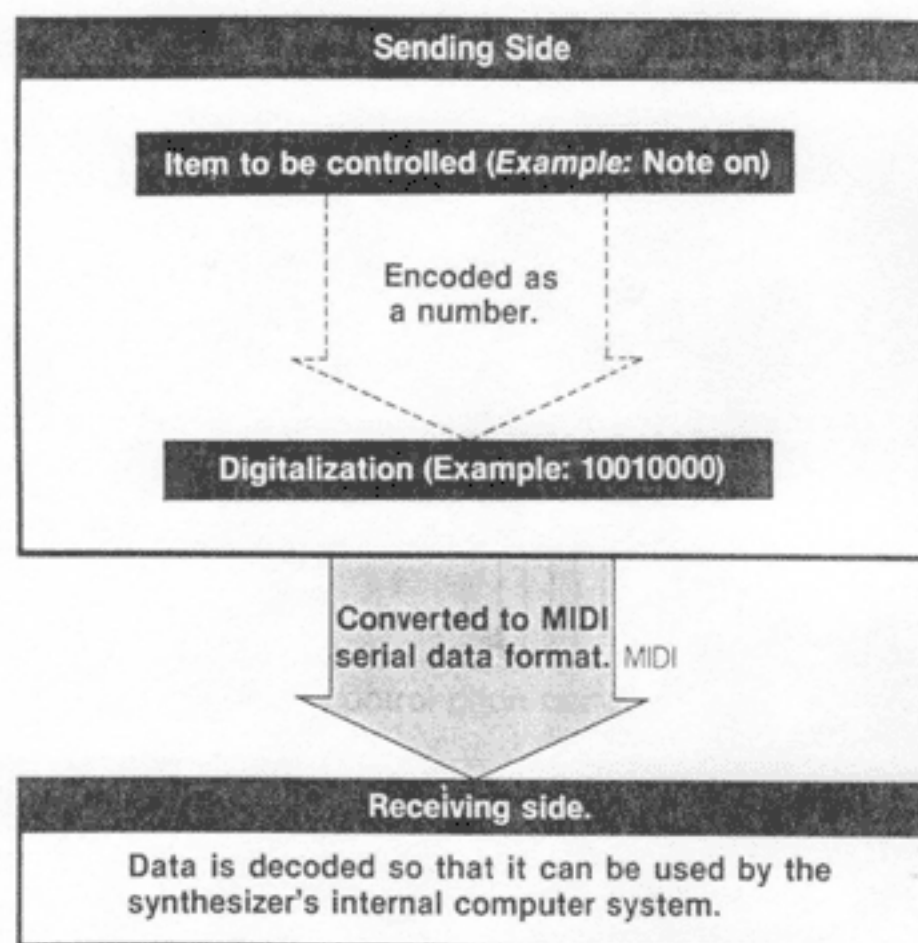 Sending Side
Item to be controlled (Example: Note on)
Encoded as
a number.
Digitalization (Example: 10010000)
Converted to MIDI
serial data format. MIDI
Receiving side.
Data is decoded so that it can be used by the
synthesizer's internal computer system.